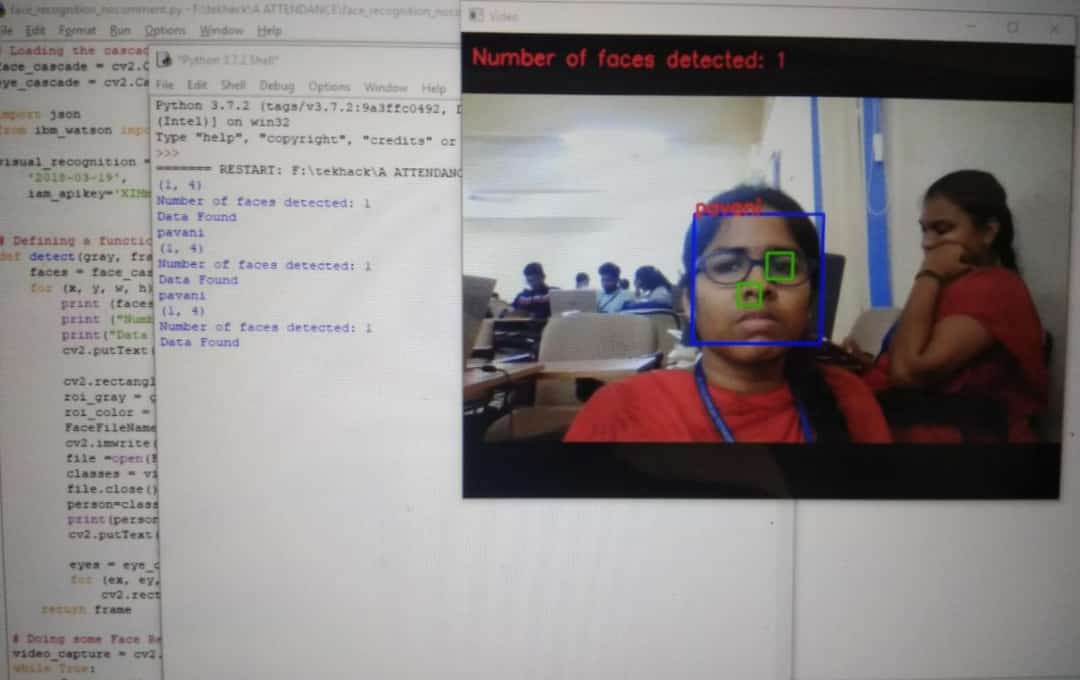 face_recognition_nocomment.py - F:\tekhack\A ATTENDANCE\face_recognition_noco
File Edit Format Run Options Window Help
# Loading the cascad
face_cascade = cv2.C
eye_cascade = cv2.Ca
import json
from ibm_watson impo
visual_recognition =
'2018-03-19',
iam_apikey='XIHm
# Defining a functio
def detect(gray, fra
faces = face_cas
for (x, y, w, h)
print (faces
print ("Numb
print("Data
cv2.putText(
cv2.rectangl
roi_gray = g
roi_color =
FaceFileName
cv2.imwrite(
file =open(F
classes = vi
file.close()
person=class
print(person
cv2.putText(
eyes = eye_c
for (ex, ey,
cv2.rect
return frame
# Doing some Face Re
video_capture = cv2.
while True:
*Python 3.7.2 Shell*
File Edit Shell Debug Options Window Help
Python 3.7.2 (tags/v3.7.2:9a3ffc0492, D
(Intel)] on win32
Type "help", "copyright", "credits" or
>>>
======= RESTART: F:\tekhack\A ATTENDANC
(1, 4)
Number of faces detected: 1
Data Found
pavani
(1, 4)
Number of faces detected: 1
Data Found
pavani
(1, 4)
Number of faces detected: 1
Data Found
Video
Number of faces detected: 1
pavani